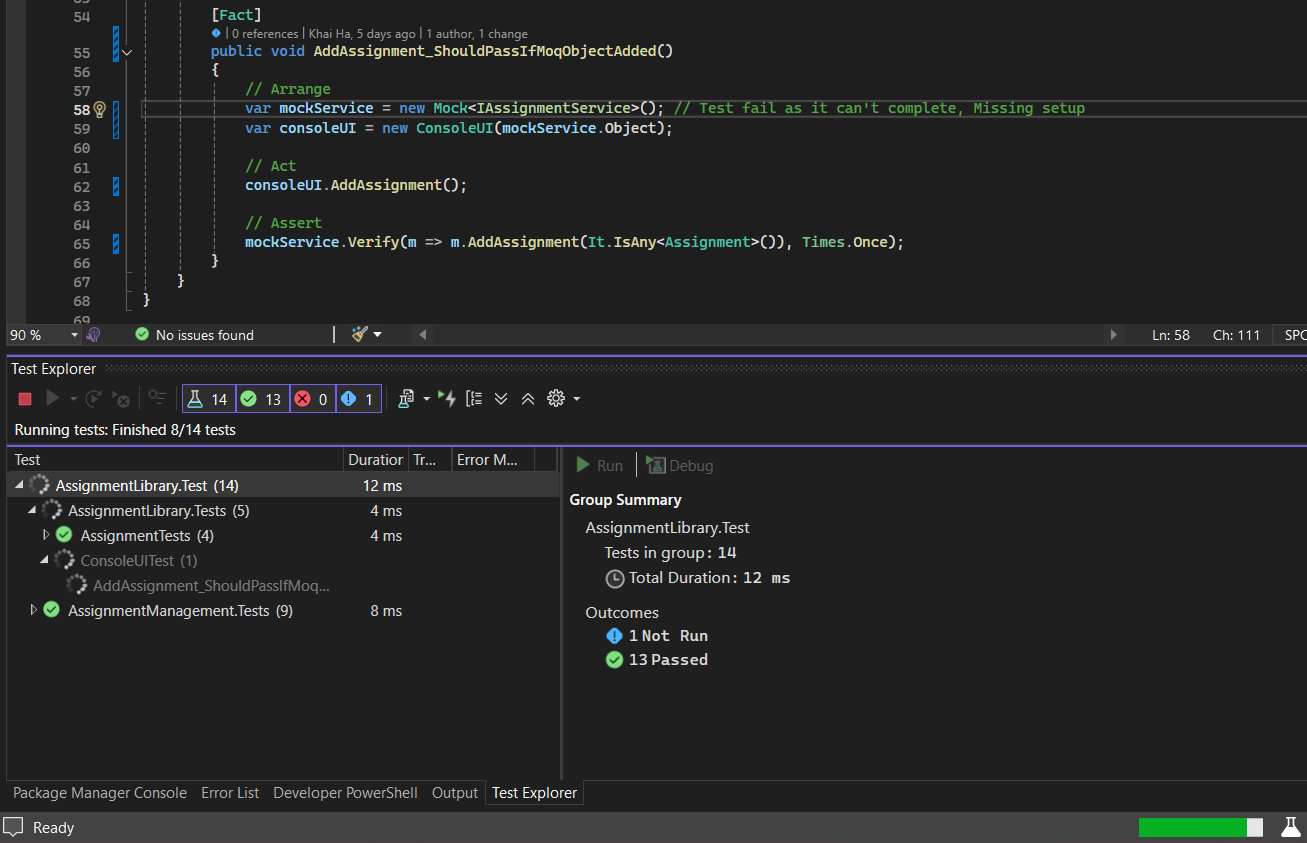 54 [Fact]
| 0 references | Khai Ha, 5 days ago | 1 author, 1 change
55 public void AddAssignment_ShouldPassIfMoqObjectAdded()
56 {
57 // Arrange
58 var mockService = new Mock<IAssignmentService>(); // Test fail as it can't complete, Missing setup
59 var consoleUI = new ConsoleUI(mockService.Object);
60
61 // Act
62 consoleUI.AddAssignment();
63
64 // Assert
65 mockService.Verify(m => m.AddAssignment(It.IsAny<Assignment>()), Times.Once);
66 }
67 }
68 }
69
90 % No issues found Ln: 58 Ch: 111 SPC
Test Explorer
14 13 0 1
Running tests: Finished 8/14 tests
Test Duration Tr... Error M...
AssignmentLibrary.Test (14) 12 ms
AssignmentLibrary.Tests (5) 4 ms
AssignmentTests (4) 4 ms
ConsoleUITest (1)
AddAssignment_ShouldPassIfMoq...
AssignmentManagement.Tests (9) 8 ms
Run Debug
Group Summary
AssignmentLibrary.Test
Tests in group: 14
Total Duration: 12 ms
Outcomes
1 Not Run
13 Passed
Package Manager Console Error List Developer PowerShell Output Test Explorer
Ready